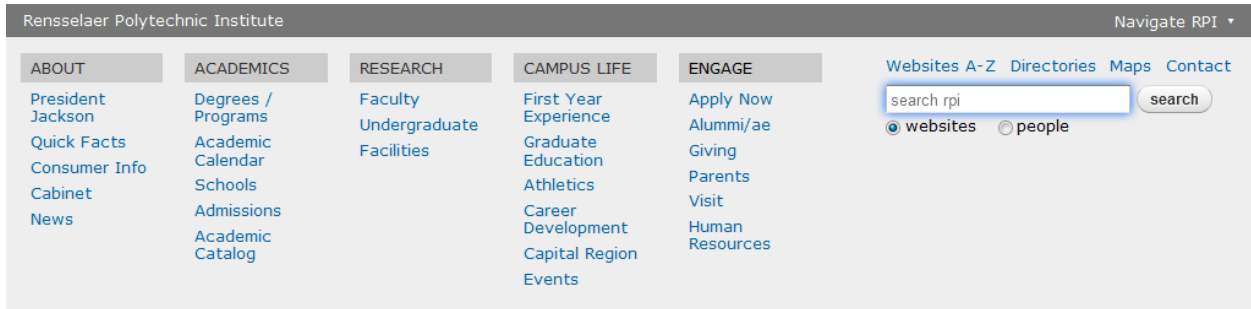 Rensselaer Polytechnic Institute
Navigate RPI ▾
ABOUT
President
Jackson
Quick Facts
Consumer Info
Cabinet
News
ACADEMICS
Degrees /
Programs
Academic
Calendar
Schools
Admissions
Academic
Catalog
RESEARCH
Faculty
Undergraduate
Facilities
CAMPUS LIFE
First Year
Experience
Graduate
Education
Athletics
Career
Development
Capital Region
Events
ENGAGE
Apply Now
Alummi/ae
Giving
Parents
Visit
Human
Resources
Websites A-Z Directories Maps Contact
search rpi search
websites people